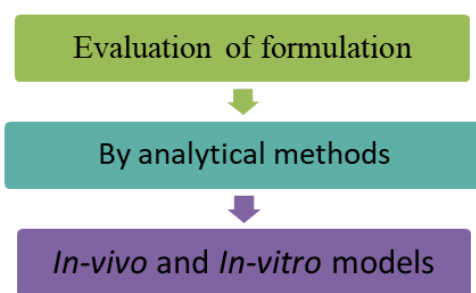 Evaluation of formulation
By analytical methods
In-vivo and In-vitro models